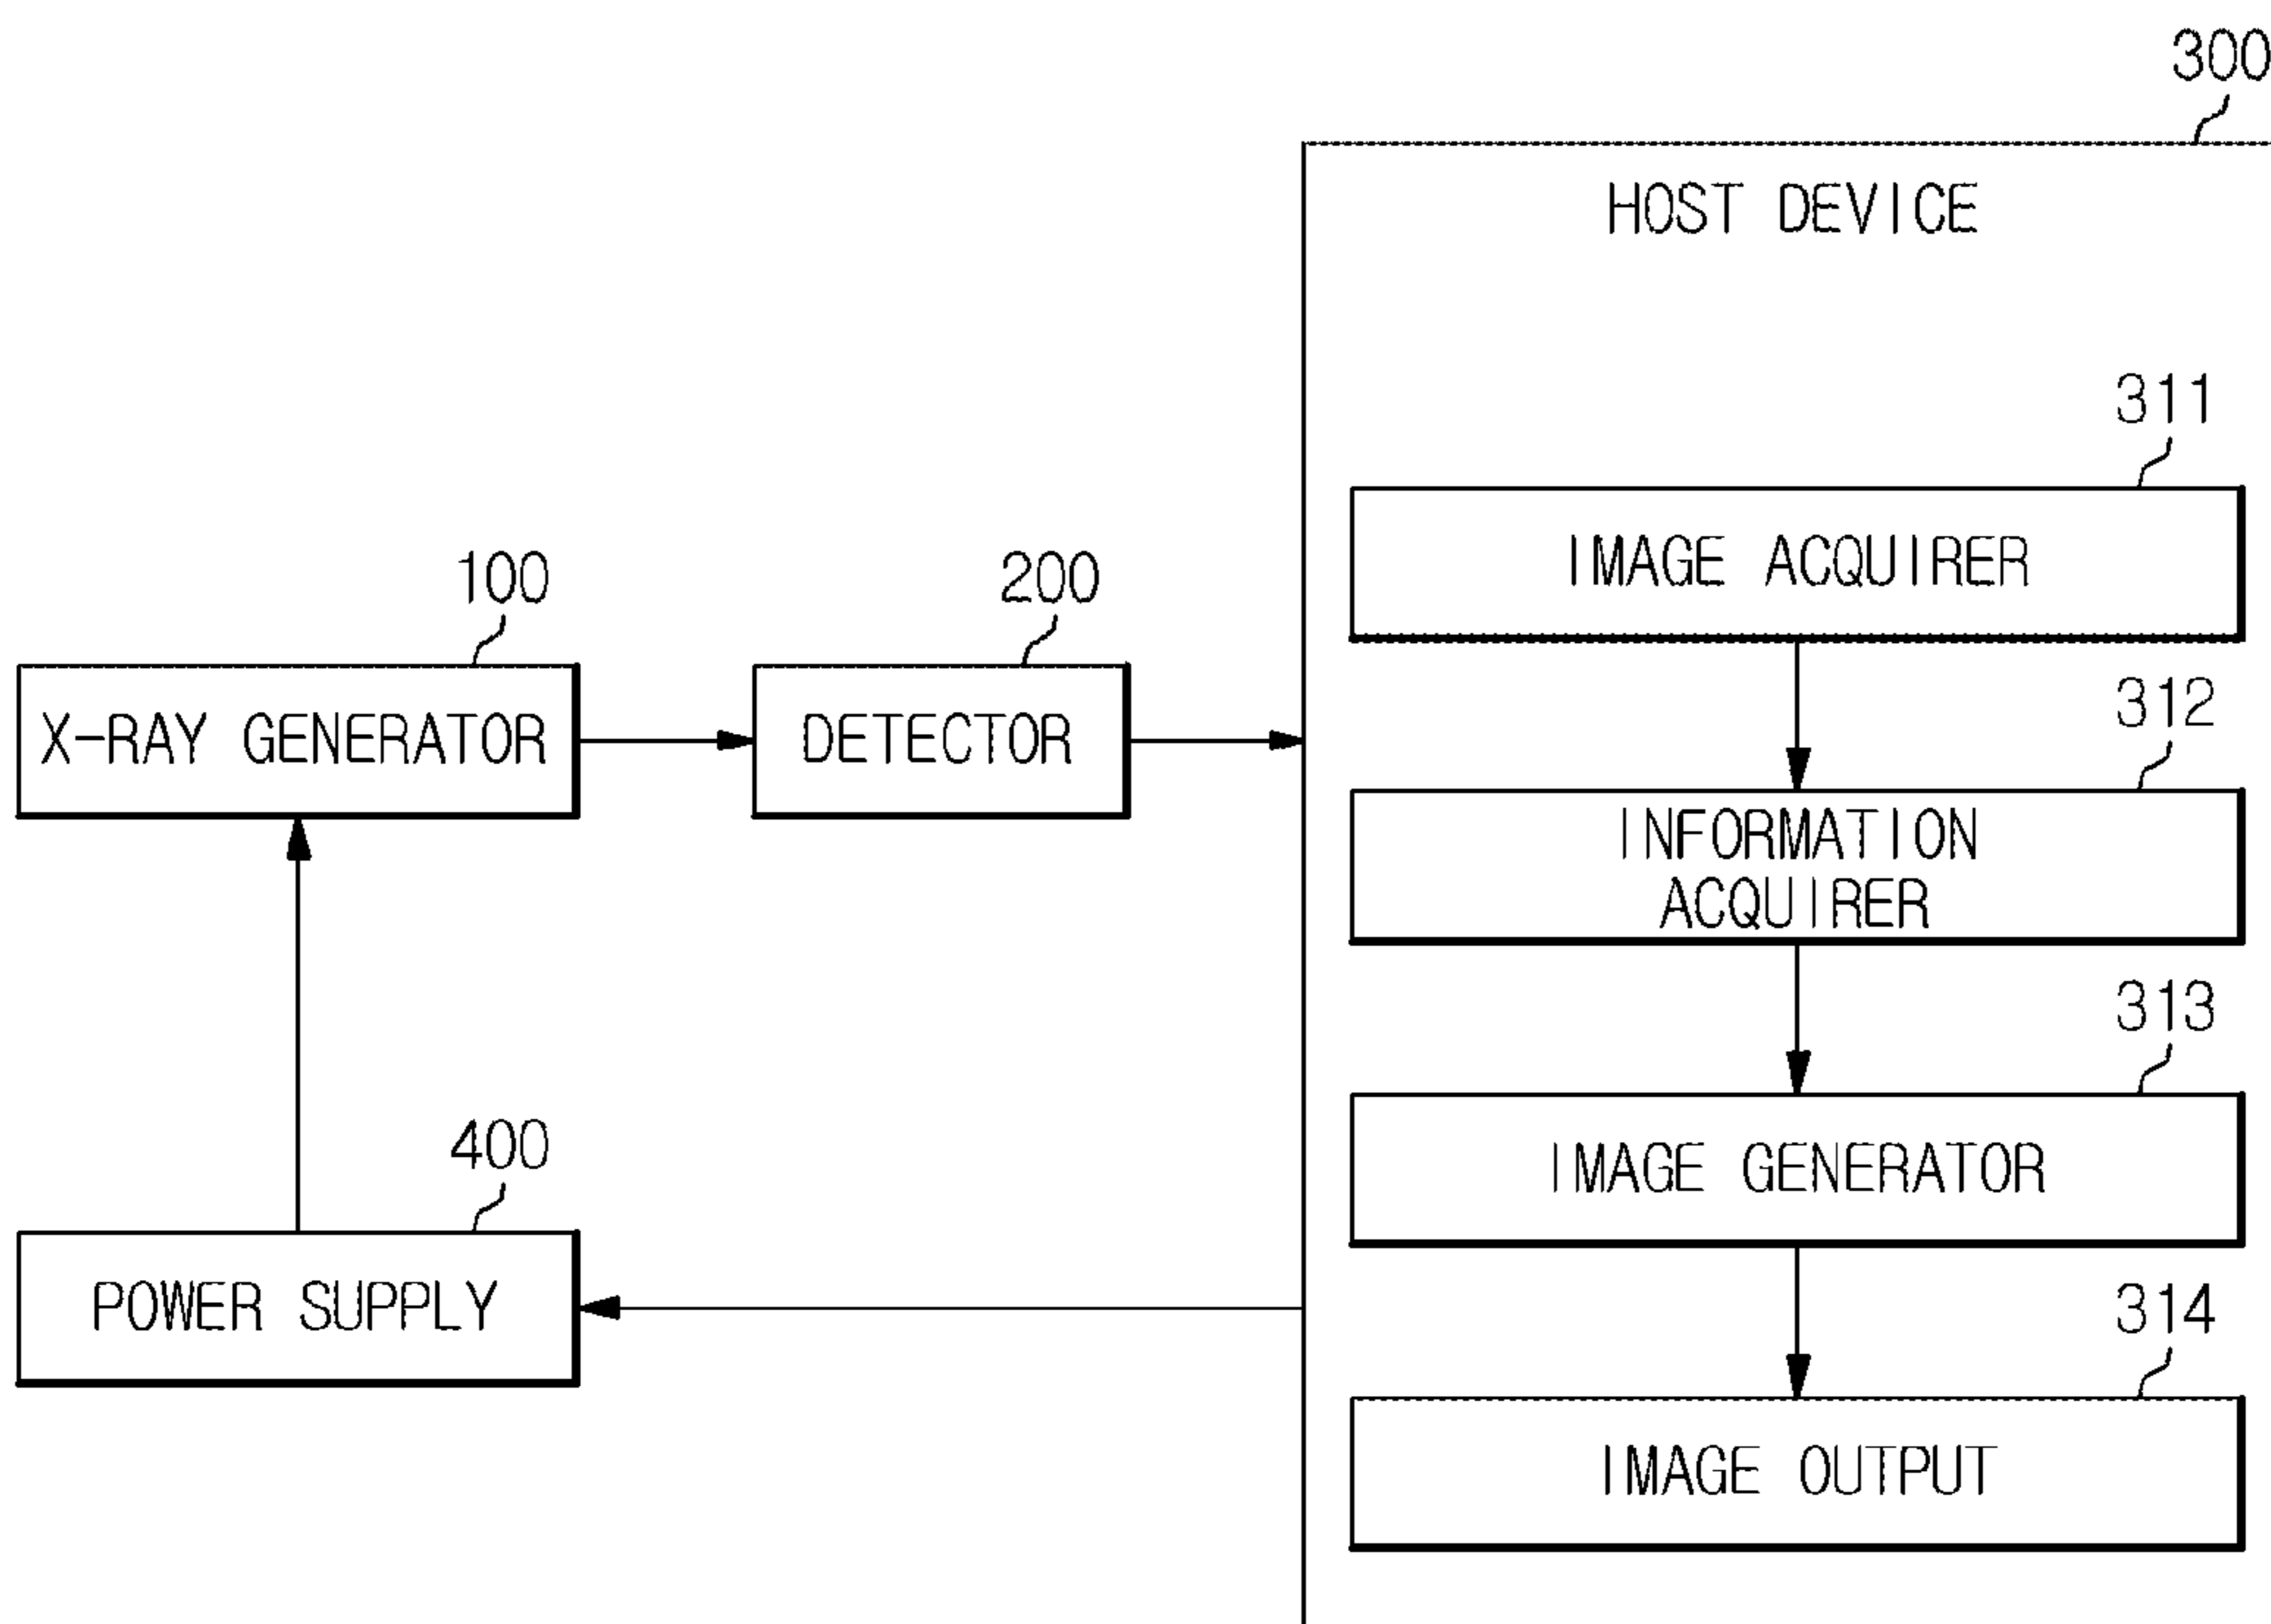 300
HOST DEVICE
311
IMAGE ACQUIRER
100
200
312
X-RAY GENERATOR
DETECTOR
INFORMATION
ACQUIRER
313
400
IMAGE GENERATOR
POWER SUPPLY
314
IMAGE OUTPUT